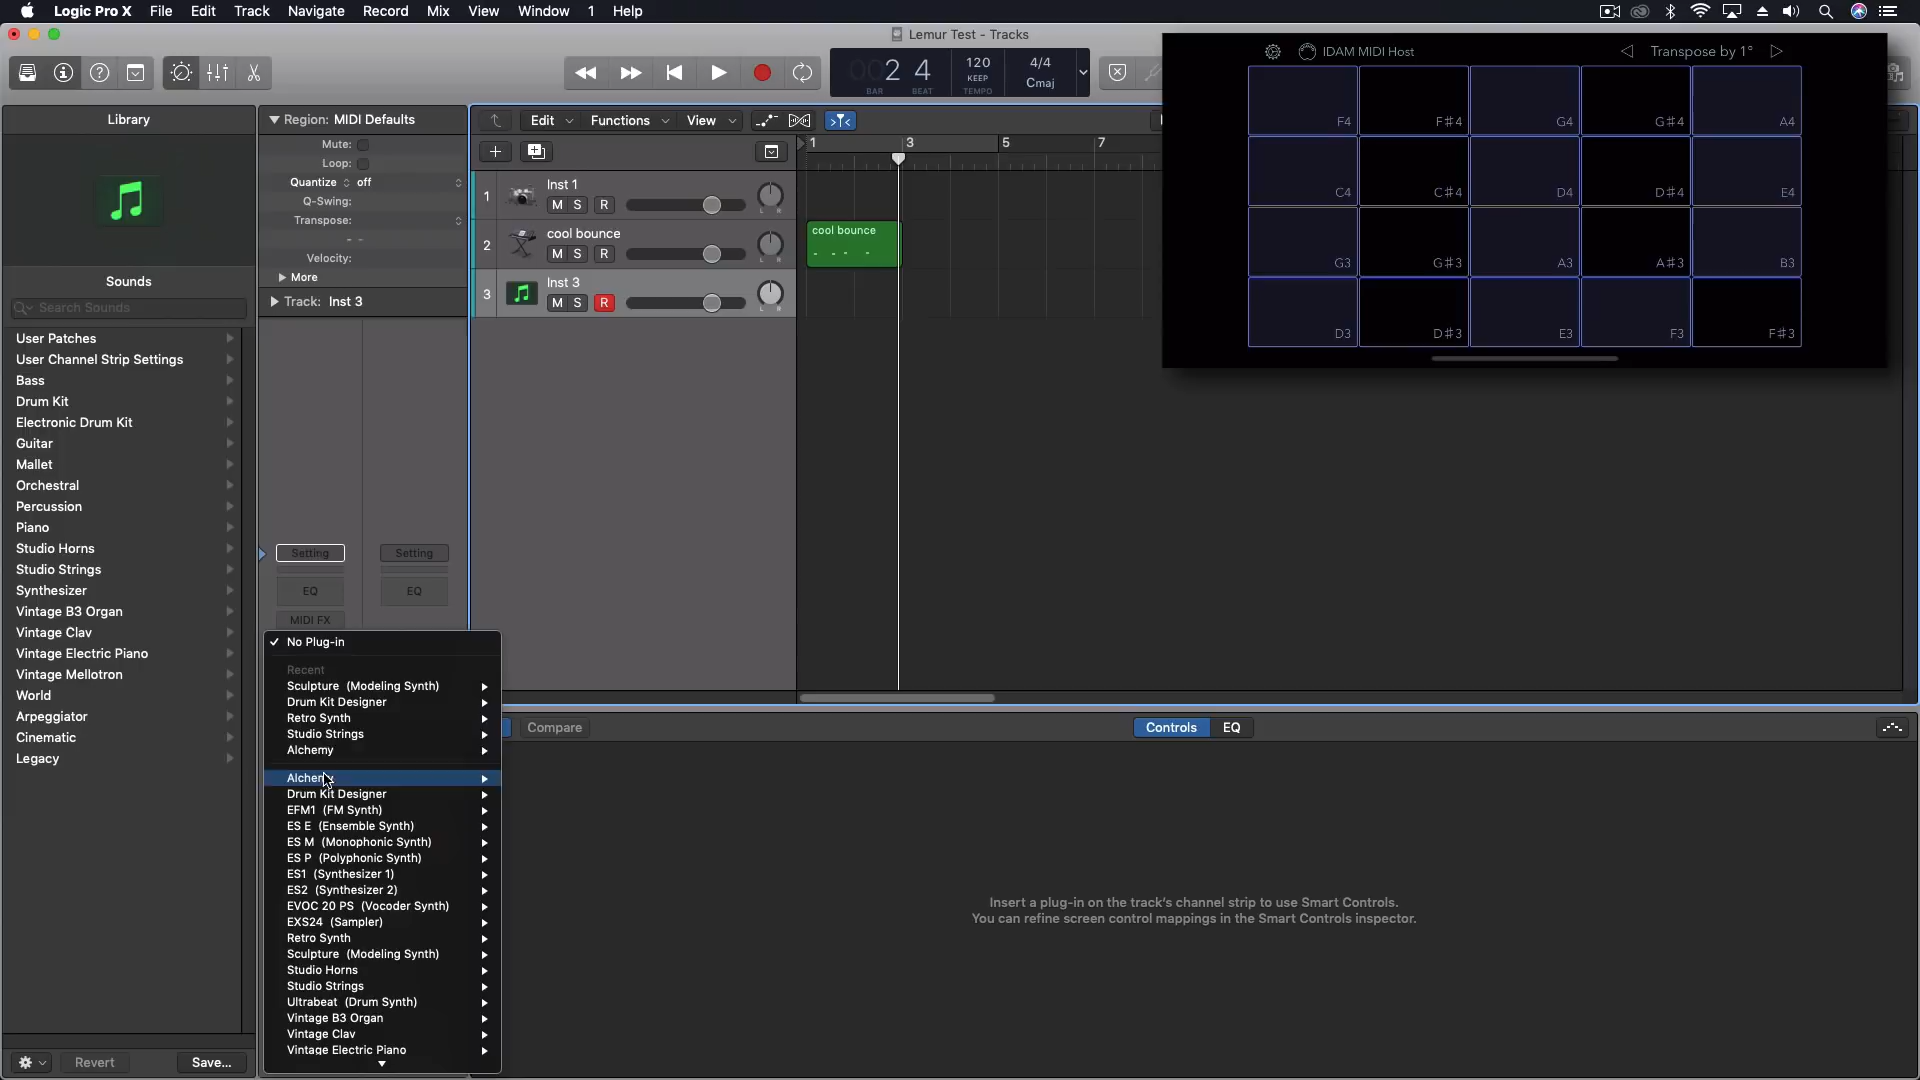 Logic Pro X File Edit Track Navigate Record Mix View Window 1 Help
Lemur Test - Tracks
2 4
BAR BEAT
120
KEEP
TEMPO
4/4
Cmaj
IDAM MIDI Host
Transpose by 1°
F4 F♯4 G4 G♯4 A4
C4 C♯4 D4 D♯4 E4
G3 G♯3 A3 A♯3 B3
D3 D♯3 E3 F3 F♯3
Library
Sounds
Search Sounds
User Patches
User Channel Strip Settings
Bass
Drum Kit
Electronic Drum Kit
Guitar
Mallet
Orchestral
Percussion
Piano
Studio Horns
Studio Strings
Synthesizer
Vintage B3 Organ
Vintage Clav
Vintage Electric Piano
Vintage Mellotron
World
Arpeggiator
Cinematic
Legacy
Revert Save...
Region: MIDI Defaults
Mute:
Loop:
Quantize off
Q-Swing:
Transpose:
- -
Velocity:
More
Track: Inst 3
Setting Setting
EQ EQ
MIDI FX
Edit Functions View
1 3 5 7
1 Inst 1
M S R
L R
2 cool bounce
M S R
L R
3 Inst 3
M S R
L R
cool bounce
✓ No Plug-in
Recent
Sculpture (Modeling Synth)
Drum Kit Designer
Retro Synth
Studio Strings
Alchemy
Alchemy
Drum Kit Designer
EFM1 (FM Synth)
ES E (Ensemble Synth)
ES M (Monophonic Synth)
ES P (Polyphonic Synth)
ES1 (Synthesizer 1)
ES2 (Synthesizer 2)
EVOC 20 PS (Vocoder Synth)
EXS24 (Sampler)
Retro Synth
Sculpture (Modeling Synth)
Studio Horns
Studio Strings
Ultrabeat (Drum Synth)
Vintage B3 Organ
Vintage Clav
Vintage Electric Piano
Compare
Controls EQ
Insert a plug-in on the track's channel strip to use Smart Controls.
You can refine screen control mappings in the Smart Controls inspector.